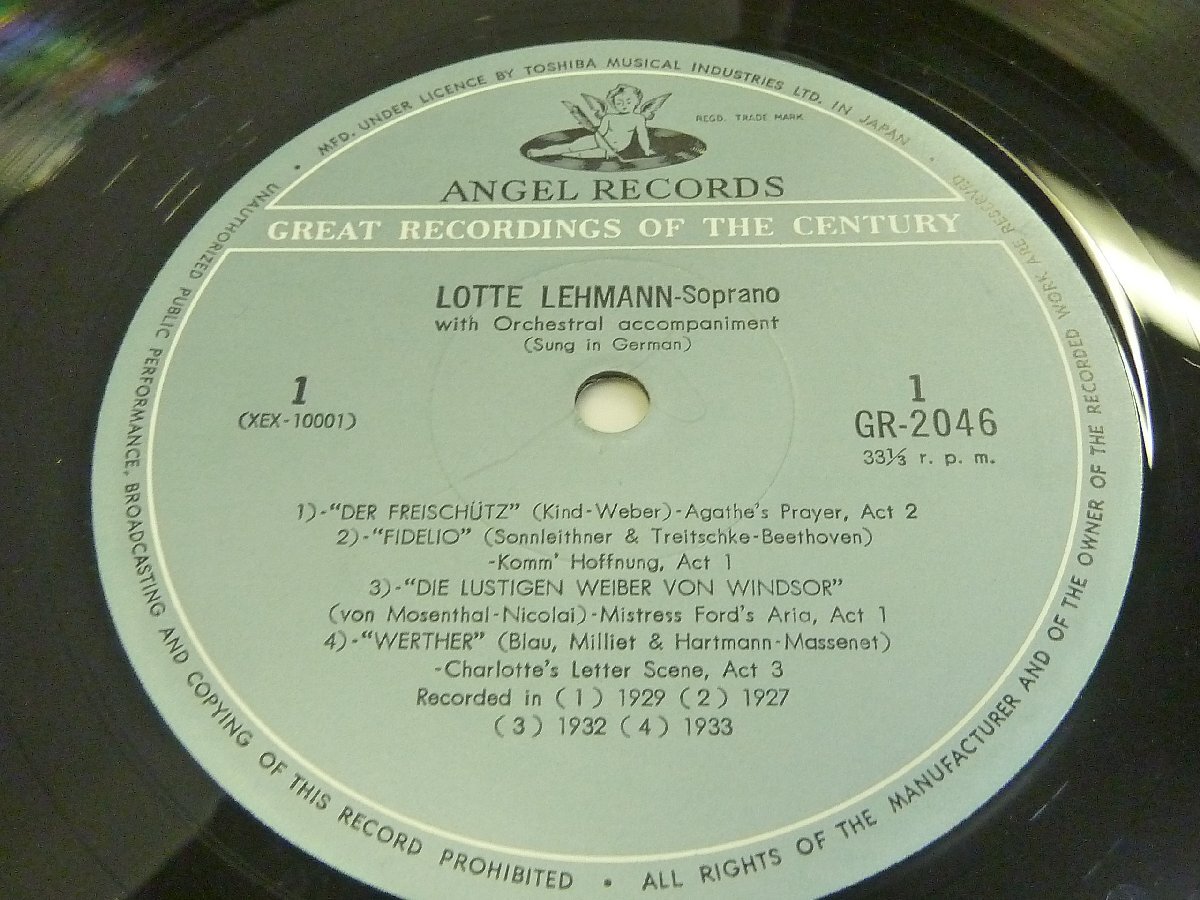 MFD. UNDER LICENCE BY TOSHIBA MUSICAL INDUSTRIES LTD. IN JAPAN
REGD. TRADE MARK
ANGEL RECORDS
GREAT RECORDINGS OF THE CENTURY
LOTTE LEHMANN-Soprano
with Orchestral accompaniment
(Sung in German)
1
(XEX-10001)
1
GR-2046
33⅓ r. p. m.
1)-“DER FREISCHÜTZ” (Kind-Weber)-Agathe's Prayer, Act 2
2)-“FIDELIO” (Sonnleithner & Treitschke-Beethoven)
-Komm' Hoffnung, Act 1
3)-“DIE LUSTIGEN WEIBER VON WINDSOR”
(von Mosenthal-Nicolai)-Mistress Ford's Aria, Act 1
4)-“WERTHER” (Blau, Milliet & Hartmann-Massenet)
-Charlotte's Letter Scene, Act 3
Recorded in (1) 1929 (2) 1927
(3) 1932 (4) 1933
UNAUTHORIZED PUBLIC PERFORMANCE, BROADCASTING AND COPYING OF THIS RECORD PROHIBITED • ALL RIGHTS OF THE MANUFACTURER AND OF THE OWNER OF THE RECORDED WORK ARE RESERVED